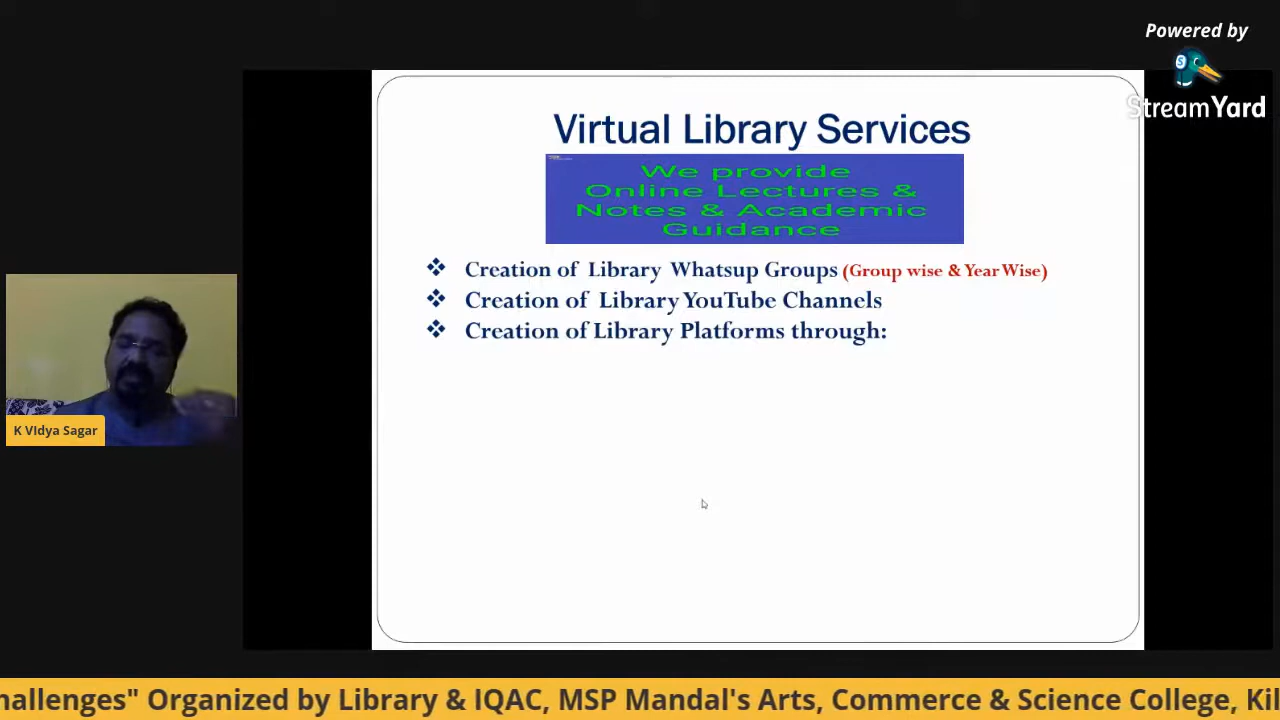 Powered by
StreamYard
Virtual Library Services
We provide
Online Lectures &
Notes & Academic
Guidance
Creation of Library Whatsup Groups (Group wise & Year Wise)
Creation of Library YouTube Channels
Creation of Library Platforms through:
K VIdya Sagar
hallenges" Organized by Library & IQAC, MSP Mandal's Arts, Commerce & Science College, Kil